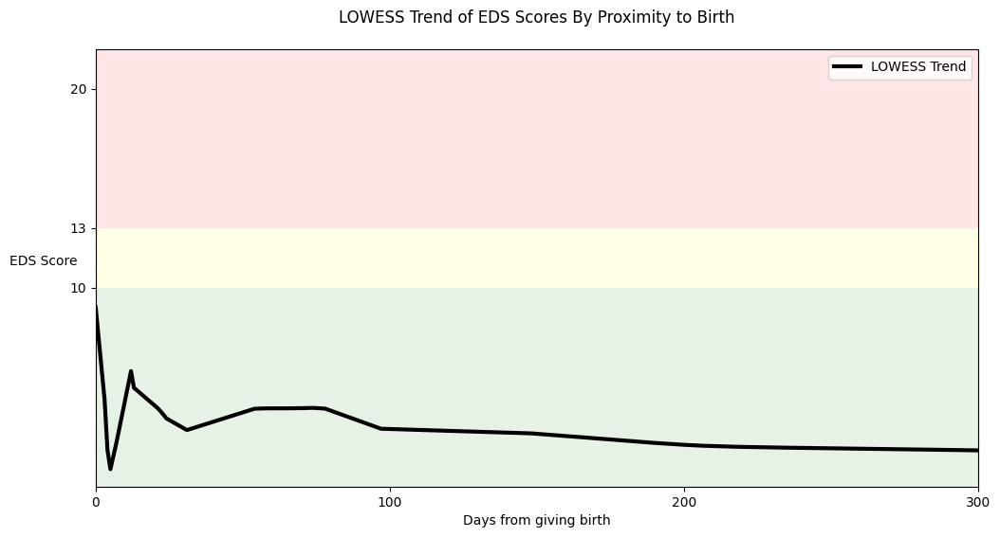 LOWESS Trend of EDS Scores By Proximity to Birth
LOWESS Trend
20
13
EDS Score
10
0
100
200
300
Days from giving birth